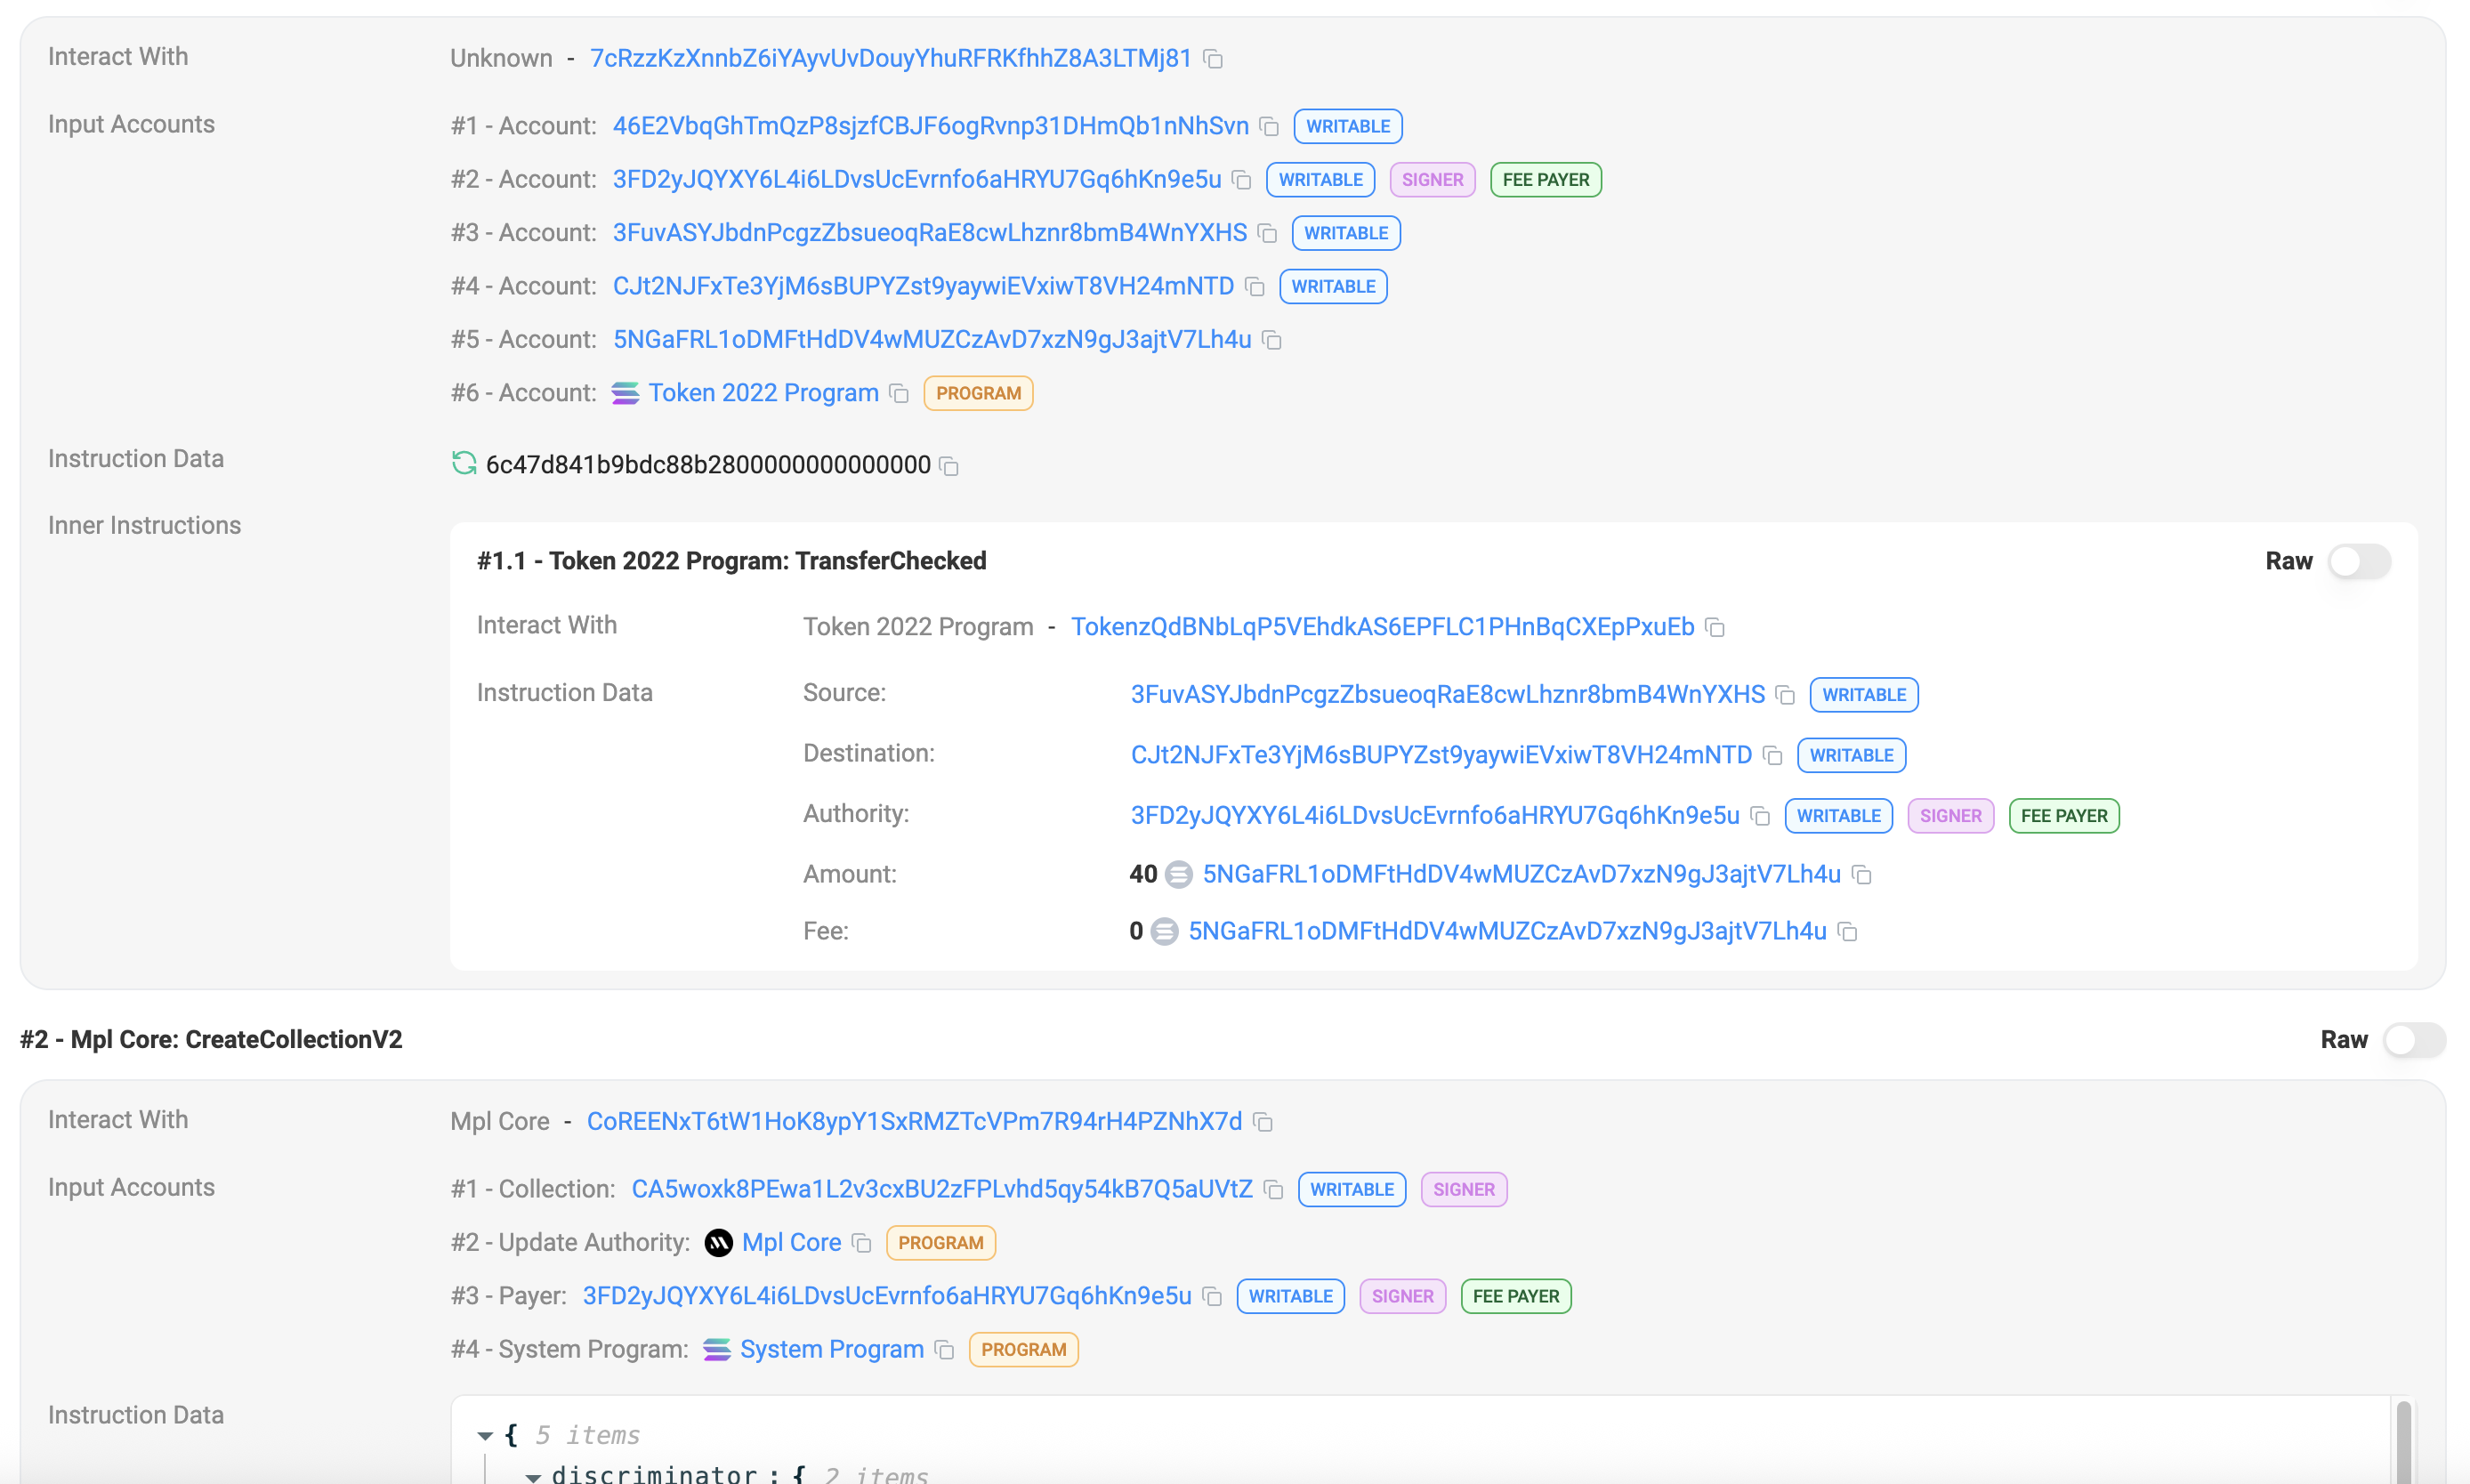 Interact With Unknown - 7cRzzKzXnnbZ6iYAyvUvDouyYhuRFRKfhhZ8A3LTMj81
Input Accounts #1 - Account: 46E2VbqGhTmQzP8sjzfCBJF6ogRvnp31DHmQb1nNhSvn WRITABLE
#2 - Account: 3FD2yJQYXY6L4i6LDvsUcEvrnfo6aHRYU7Gq6hKn9e5u WRITABLE SIGNER FEE PAYER
#3 - Account: 3FuvASYJbdnPcgzZbsueoqRaE8cwLhznr8bmB4WnYXHS WRITABLE
#4 - Account: CJt2NJFxTe3YjM6sBUPYZst9yaywiEVxiwT8VH24mNTD WRITABLE
#5 - Account: 5NGaFRL1oDMFtHdDV4wMUZCzAvD7xzN9gJ3ajtV7Lh4u
#6 - Account: Token 2022 Program PROGRAM
Instruction Data 6c47d841b9bdc88b2800000000000000
Inner Instructions
#1.1 - Token 2022 Program: TransferChecked Raw
Interact With Token 2022 Program - TokenzQdBNbLqP5VEhdkAS6EPFLC1PHnBqCXEpPxuEb
Instruction Data Source: 3FuvASYJbdnPcgzZbsueoqRaE8cwLhznr8bmB4WnYXHS WRITABLE
Destination: CJt2NJFxTe3YjM6sBUPYZst9yaywiEVxiwT8VH24mNTD WRITABLE
Authority: 3FD2yJQYXY6L4i6LDvsUcEvrnfo6aHRYU7Gq6hKn9e5u WRITABLE SIGNER FEE PAYER
Amount: 40 5NGaFRL1oDMFtHdDV4wMUZCzAvD7xzN9gJ3ajtV7Lh4u
Fee: 0 5NGaFRL1oDMFtHdDV4wMUZCzAvD7xzN9gJ3ajtV7Lh4u
#2 - Mpl Core: CreateCollectionV2 Raw
Interact With Mpl Core - CoREENxT6tW1HoK8ypY1SxRMZTcVPm7R94rH4PZNhX7d
Input Accounts #1 - Collection: CA5woxk8PEwa1L2v3cxBU2zFPLvhd5qy54kB7Q5aUVtZ WRITABLE SIGNER
#2 - Update Authority: Mpl Core PROGRAM
#3 - Payer: 3FD2yJQYXY6L4i6LDvsUcEvrnfo6aHRYU7Gq6hKn9e5u WRITABLE SIGNER FEE PAYER
#4 - System Program: System Program PROGRAM
Instruction Data
{ 5 items
discriminator : { 2 items